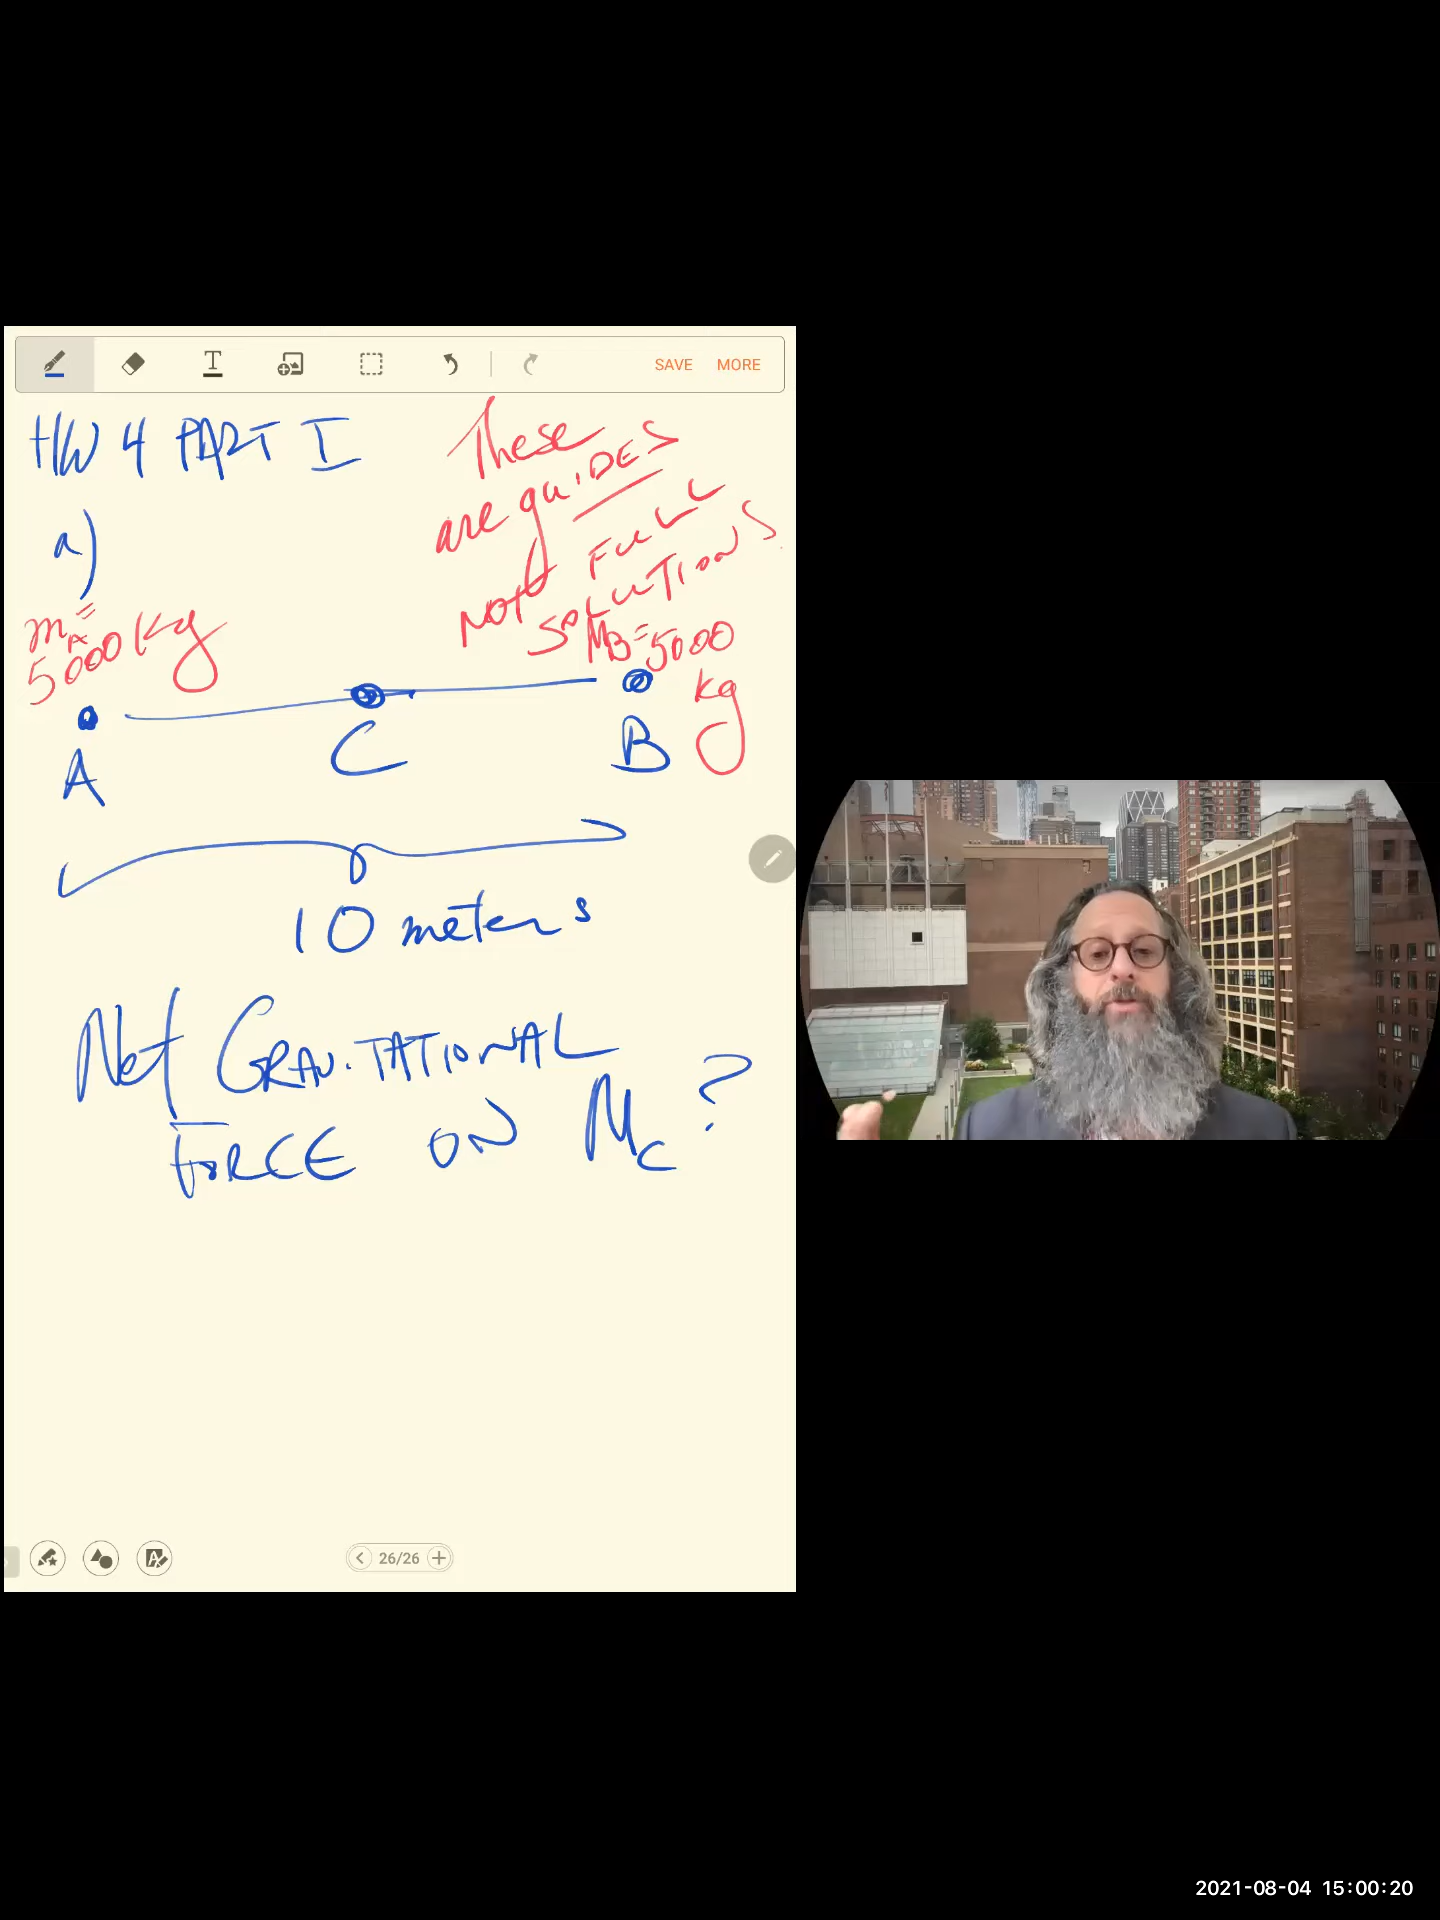 SAVE MORE
HW 4 PART I
These
are guIDES
Not FULL
SOLUTIONS
a)
mA =
5000 kg
MB = 5000
kg
A
C
B
10 meters
Net GRAVITATIONAL
FORCE ON MC ?
26/26
2021-08-04 15:00:20